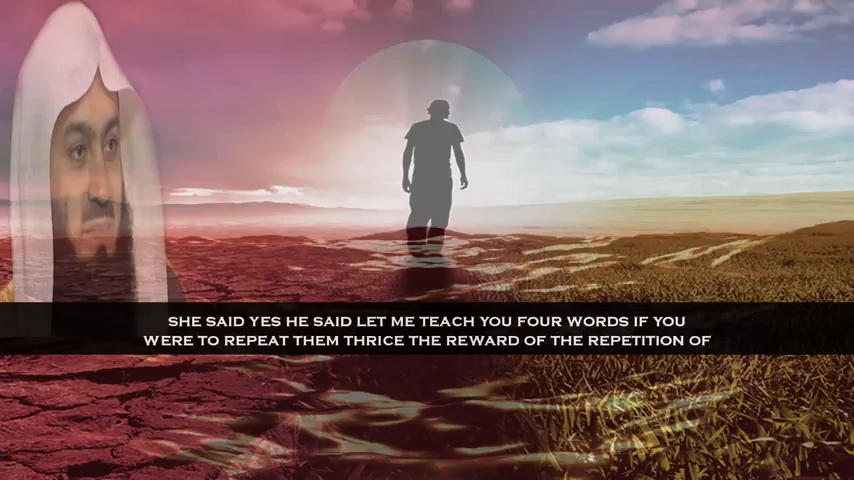 SHE SAID YES HE SAID LET ME TEACH YOU FOUR WORDS IF YOU
WERE TO REPEAT THEM THRICE THE REWARD OF THE REPETITION OF